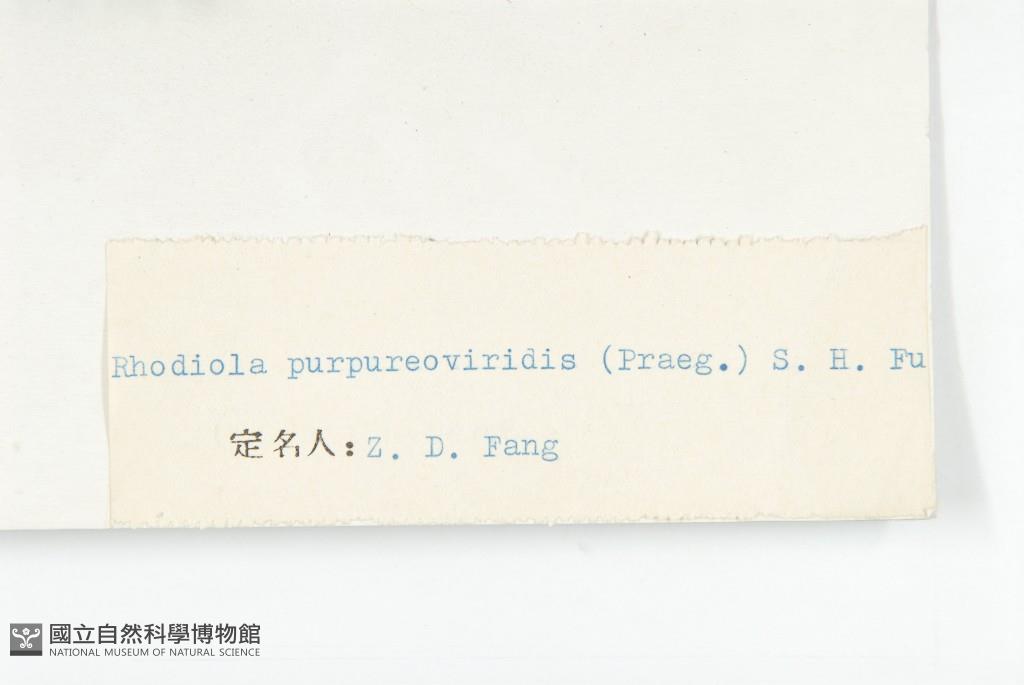 Rhodiola purpureoviridis (Praeg.) S. H. Fu
定名人: Z. D. Fang
國立自然科學博物館
NATIONAL MUSEUM OF NATURAL SCIENCE